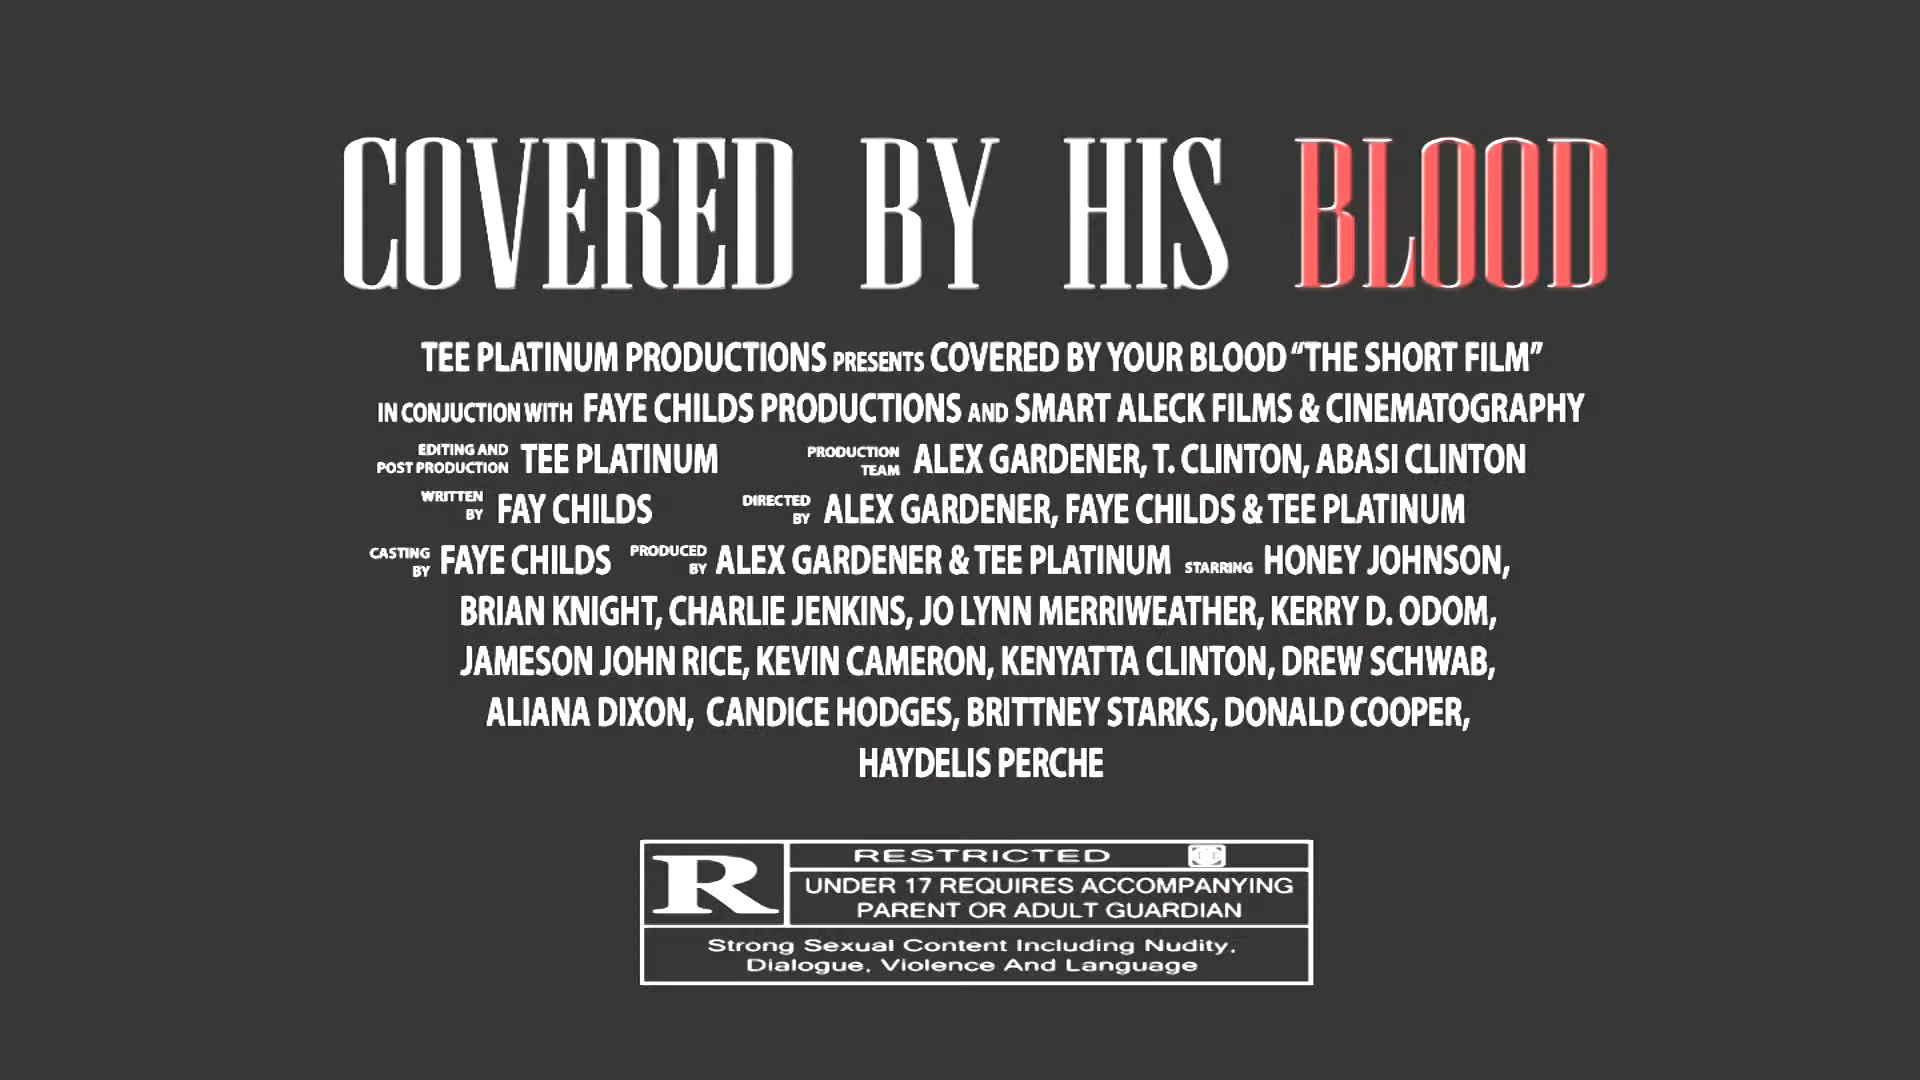 COVERED BY HIS BLOOD
TEE PLATINUM PRODUCTIONS PRESENTS COVERED BY YOUR BLOOD “THE SHORT FILM”
IN CONJUCTION WITH FAYE CHILDS PRODUCTIONS AND SMART ALECK FILMS & CINEMATOGRAPHY
EDITING AND POST PRODUCTION TEE PLATINUM PRODUCTION TEAM ALEX GARDENER, T. CLINTON, ABASI CLINTON
WRITTEN BY FAY CHILDS DIRECTED BY ALEX GARDENER, FAYE CHILDS & TEE PLATINUM
CASTING BY FAYE CHILDS PRODUCED BY ALEX GARDENER & TEE PLATINUM STARRING HONEY JOHNSON,
BRIAN KNIGHT, CHARLIE JENKINS, JO LYNN MERRIWEATHER, KERRY D. ODOM,
JAMESON JOHN RICE, KEVIN CAMERON, KENYATTA CLINTON, DREW SCHWAB,
ALIANA DIXON, CANDICE HODGES, BRITTNEY STARKS, DONALD COOPER,
HAYDELIS PERCHE
R RESTRICTED
UNDER 17 REQUIRES ACCOMPANYING
PARENT OR ADULT GUARDIAN
Strong Sexual Content Including Nudity,
Dialogue, Violence And Language